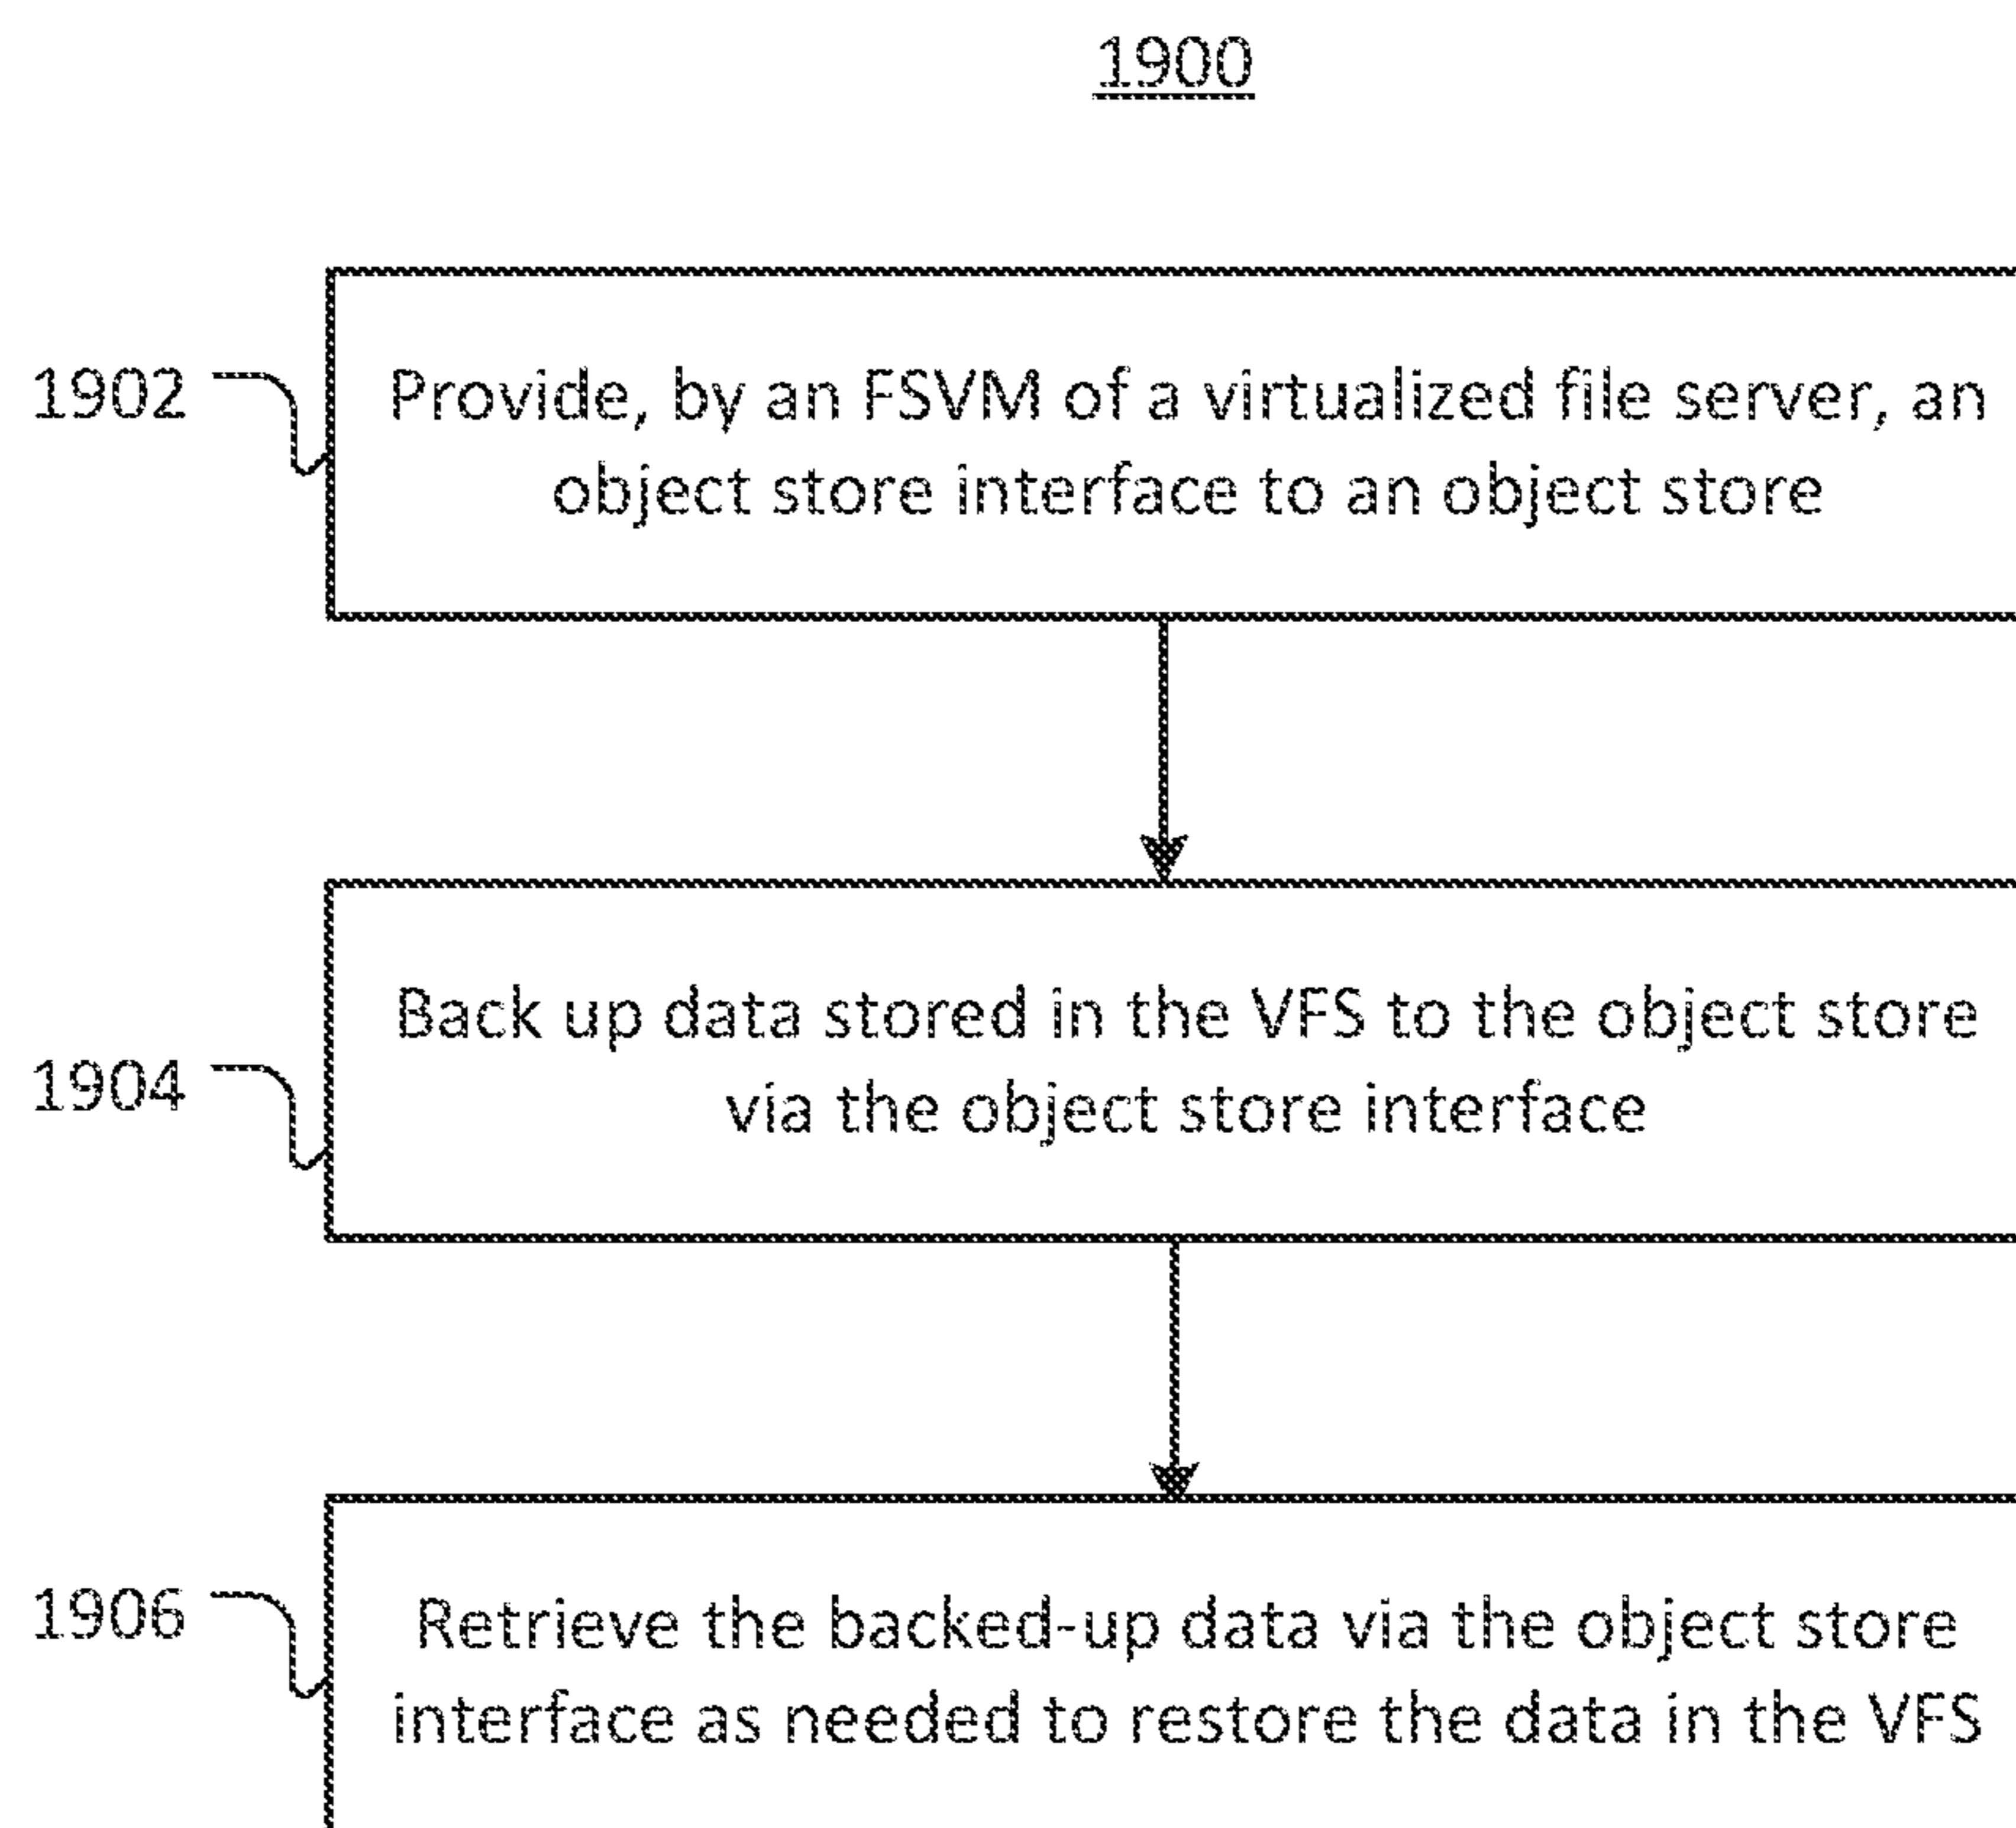 1900
1902
Provide, by an FSVM of a virtualized file server, an
object store interface to an object store
1904
Back up data stored in the VFS to the object store
via the object store interface
1906
Retrieve the backed-up data via the object store
interface as needed to restore the data in the VFS